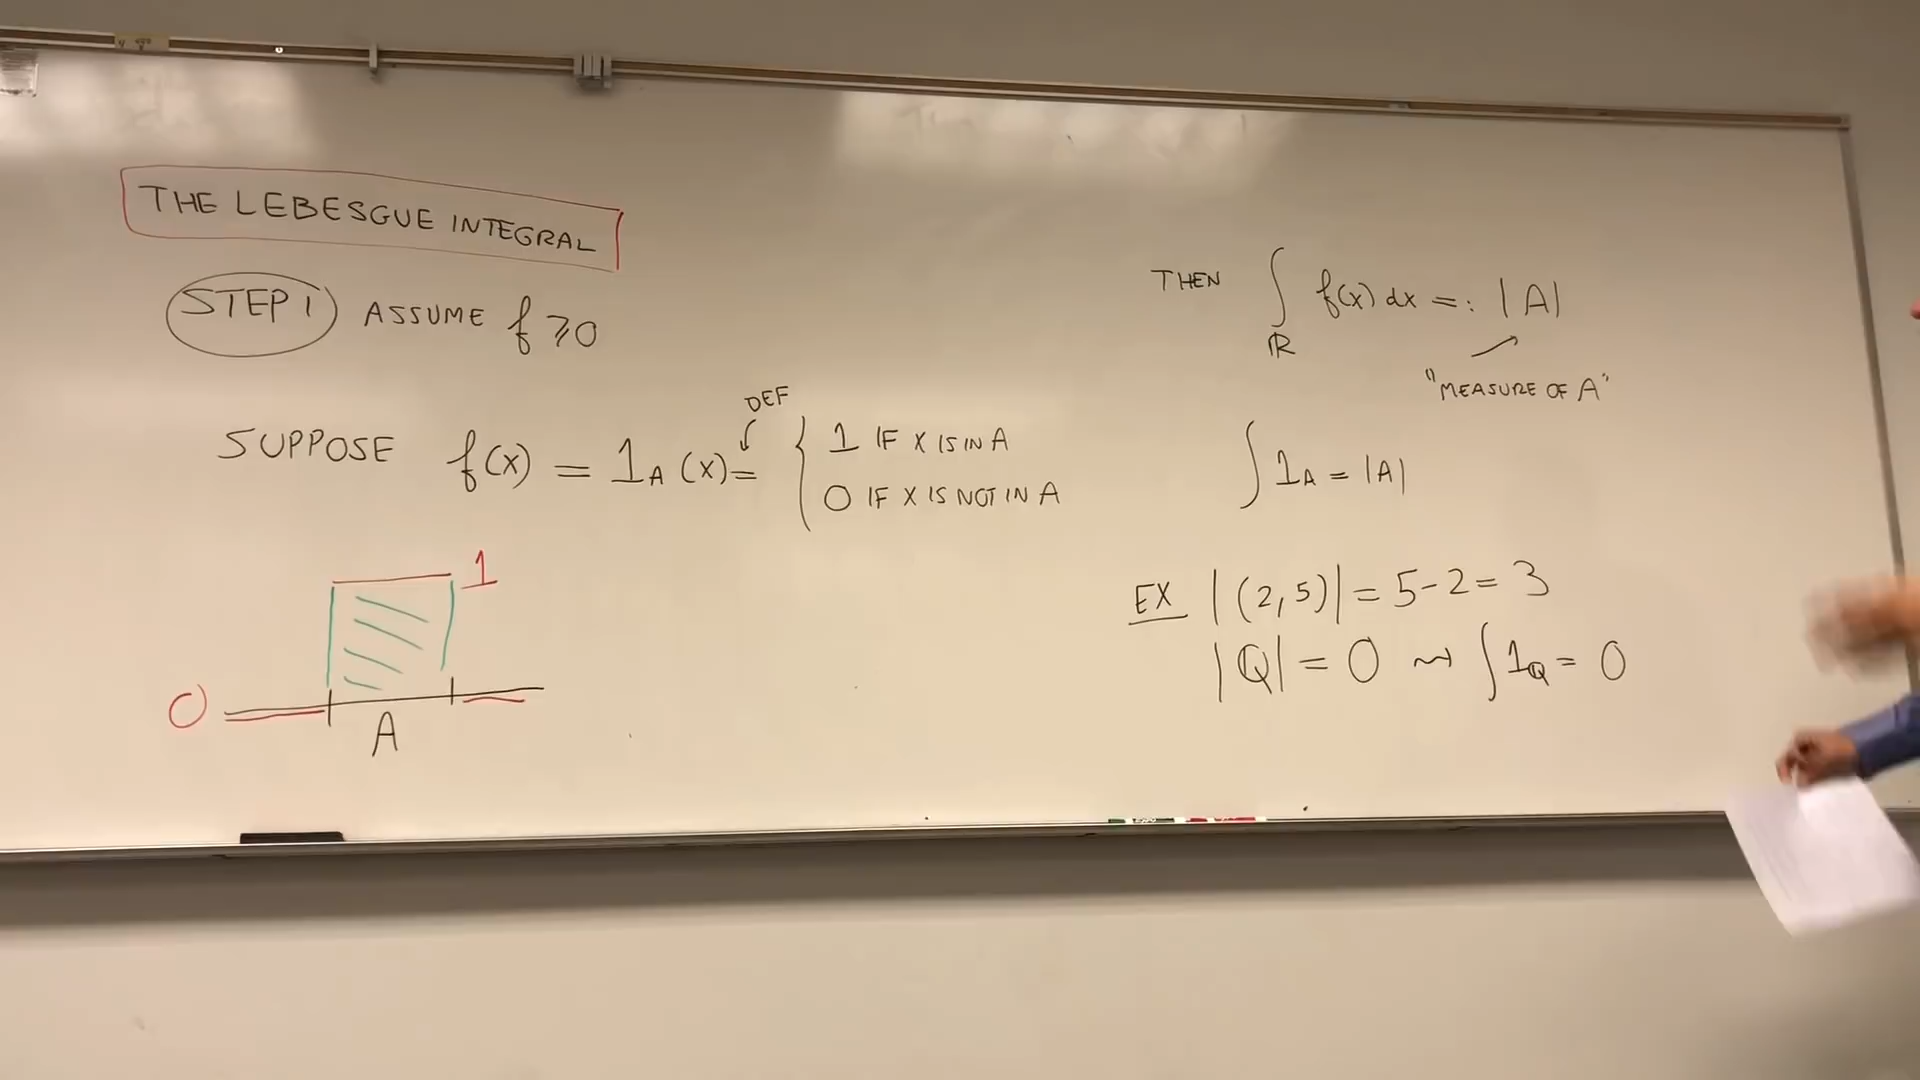 THE LEBESGUE INTEGRAL
STEP 1 ASSUME f ⩾ 0
DEF
SUPPOSE f(x) = 1_A (x) = { 1 IF X IS IN A
0 IF X IS NOT IN A
1
0
A
THEN ∫_ℝ f(x) dx =: |A|
"MEASURE OF A"
∫ 1_A = |A|
EX |(2,5)| = 5-2 = 3
|Q| = 0 ⇝ ∫ 1_Q = 0